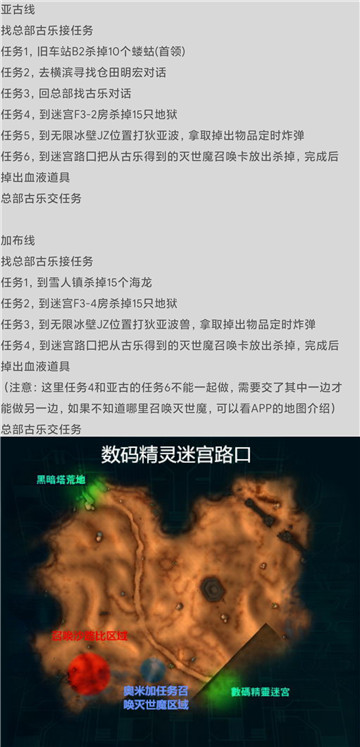 亚古线
找总部古乐接任务
任务1, 旧车站B2杀掉10个蝼蛄(首领)
任务2, 去横滨寻找仓田明宏对话
任务3, 回总部找古乐对话
任务4, 到迷宫F3-2房杀掉15只地狱
任务5, 到无限冰壁JZ位置打狄亚波, 拿取掉出物品定时炸弹
任务6, 到迷宫路口把从古乐得到的灭世魔召唤卡放出杀掉, 完成后
掉出血液道具
总部古乐交任务
加布线
找总部古乐接任务
任务1, 到雪人镇杀掉15个海龙
任务2, 到迷宫F3-4房杀掉15只地狱
任务3, 到无限冰壁JZ位置打狄亚波兽, 拿取掉出物品定时炸弹
任务4, 到迷宫路口把从古乐得到的灭世魔召唤卡放出杀掉, 完成后
掉出血液道具
(注意: 这里任务4和亚古的任务6不能一起做, 需要交了其中一边才
能做另一边, 如果不知道哪里召唤灭世魔, 可以看APP的地图介绍)
总部古乐交任务
数码精灵迷宫路口
黑暗塔荒地
比区域
奥米加任务召
唤灭世魔区域
數碼精靈迷宮